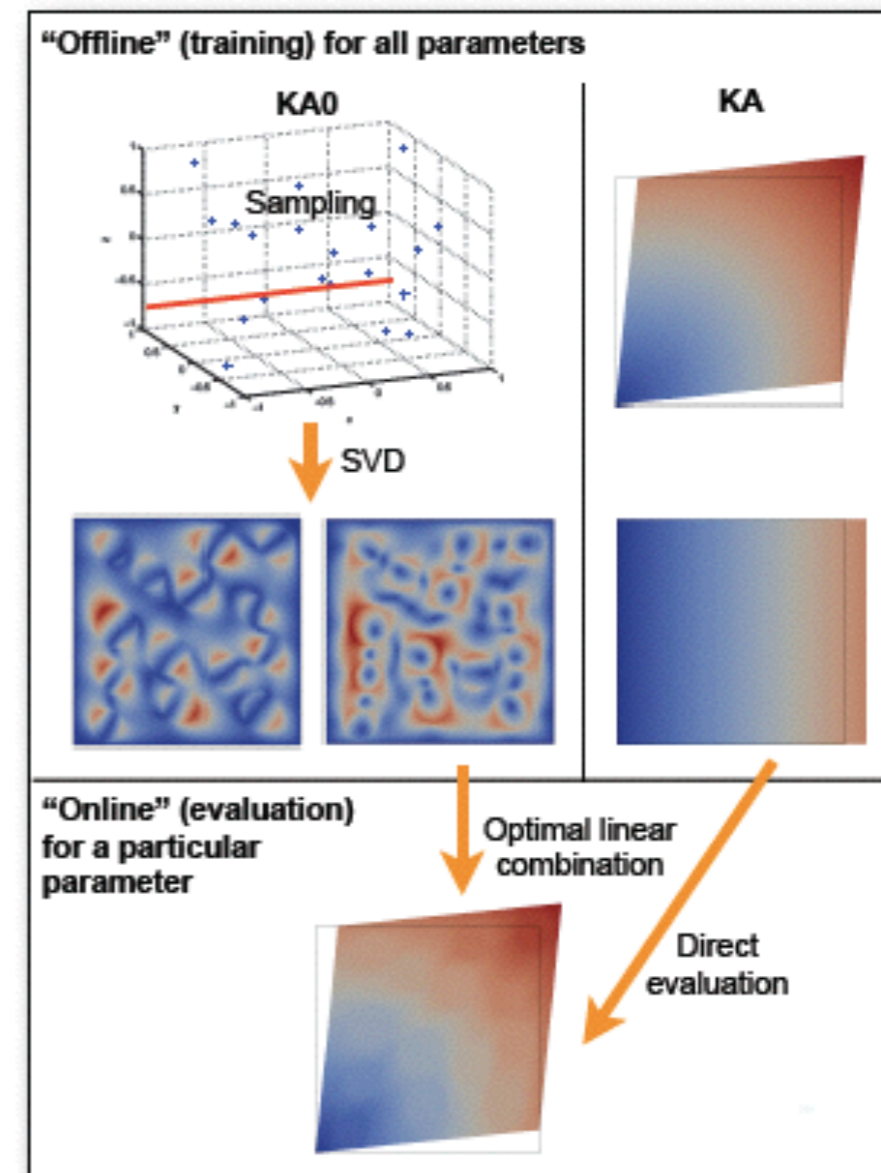 “Offline” (training) for all parameters
KA0
KA
Sampling
SVD
“Online” (evaluation)
for a particular
parameter
Optimal linear
combination
Direct
evaluation